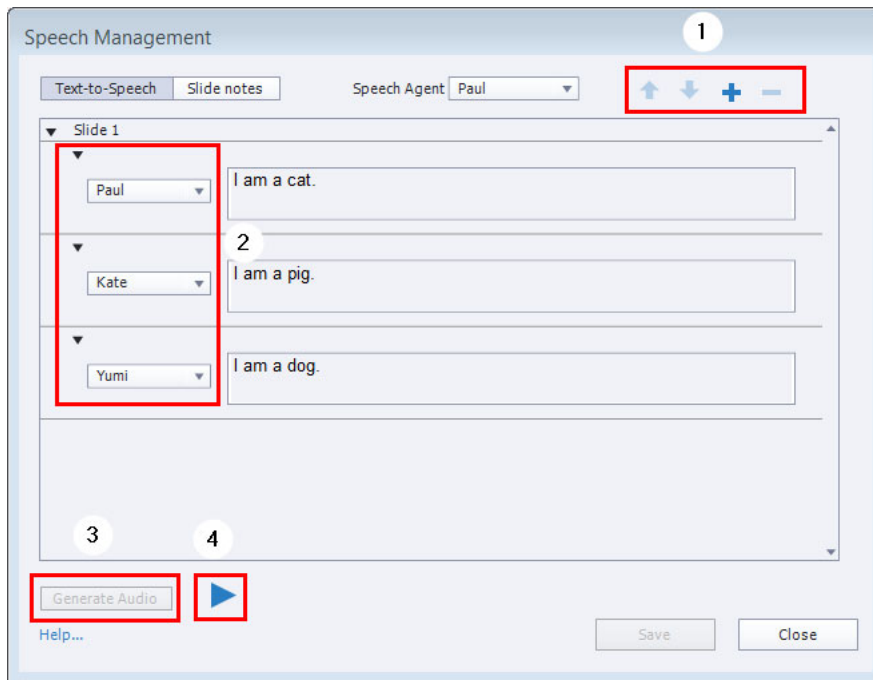 Speech Management
1
Text-to-Speech Slide notes Speech Agent Paul
Slide 1
Paul I am a cat.
2
Kate I am a pig.
Yumi I am a dog.
3 4
Generate Audio
Help... Save Close